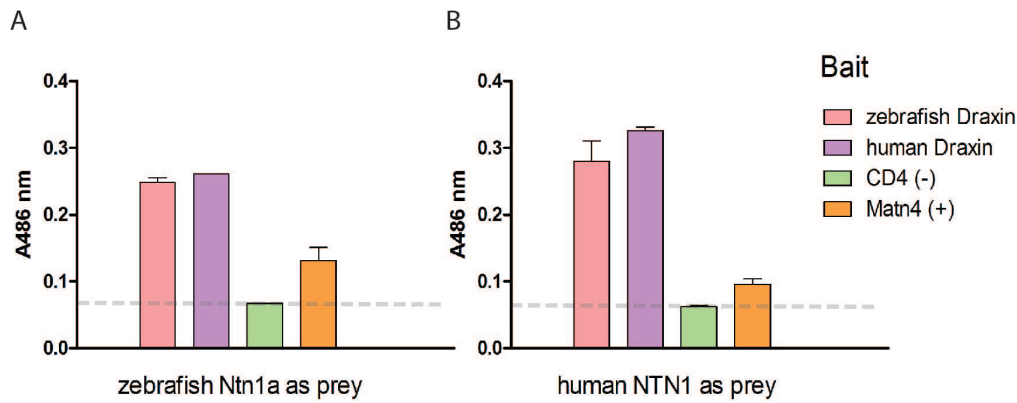 A
B
A486 nm
0.4
0.3
0.2
0.1
0.0
zebrafish Ntn1a as prey
A486 nm
0.4
0.3
0.2
0.1
0.0
human NTN1 as prey
Bait
zebrafish Draxin
human Draxin
CD4 (-)
Matn4 (+)